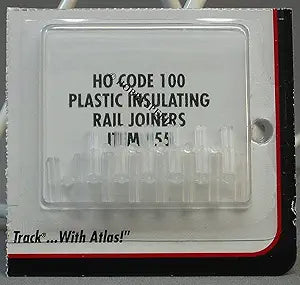 HO CODE 100
PLASTIC INSULATING
RAIL JOINERS
ITEM 55
Track®...With Atlas!"